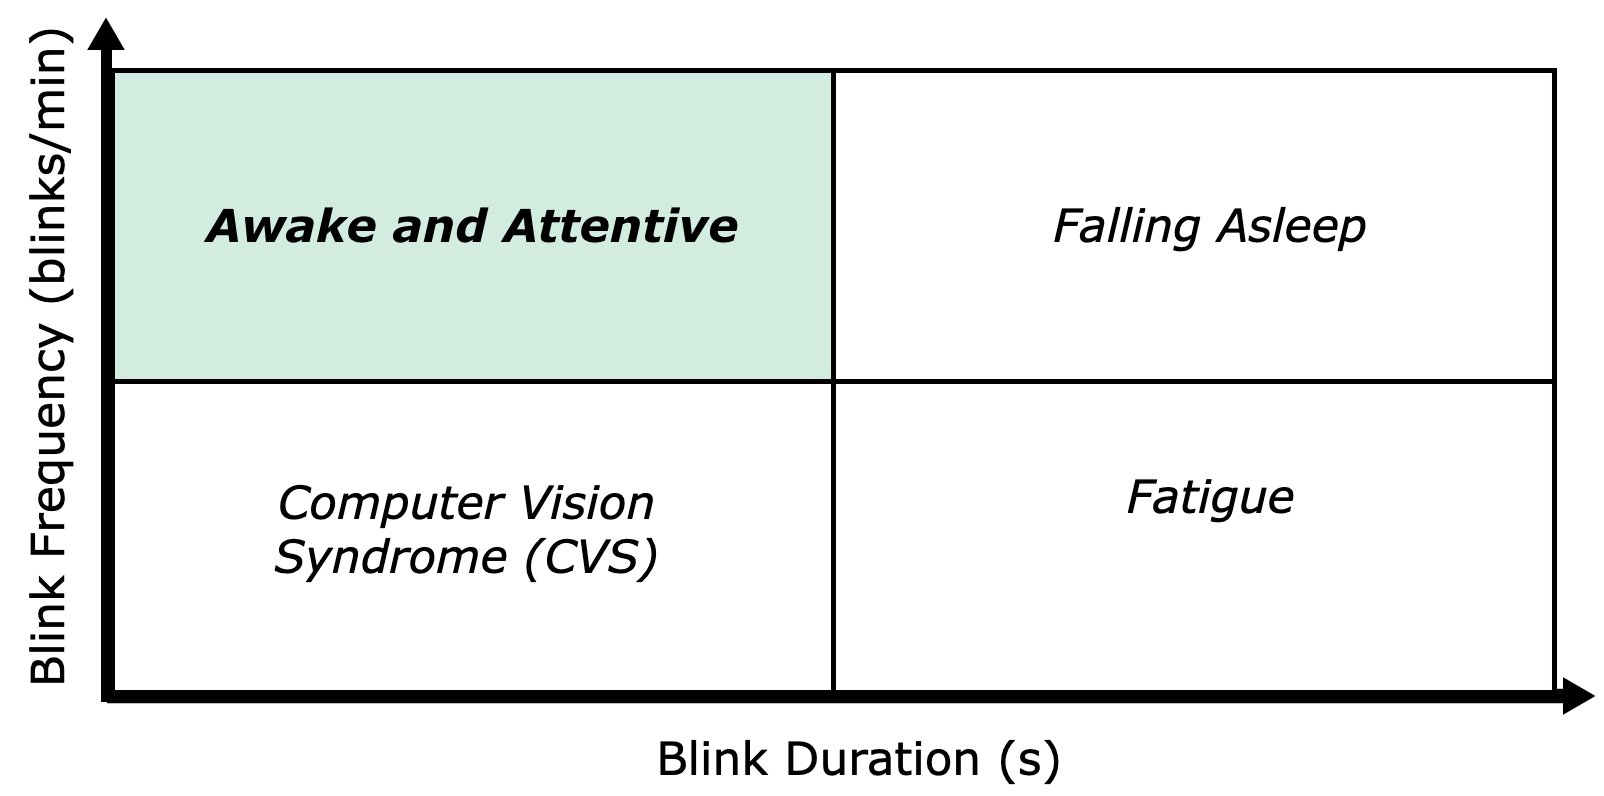 Blink Frequency (blinks/min)
Awake and Attentive
Falling Asleep
Computer Vision
Syndrome (CVS)
Fatigue
Blink Duration (s)